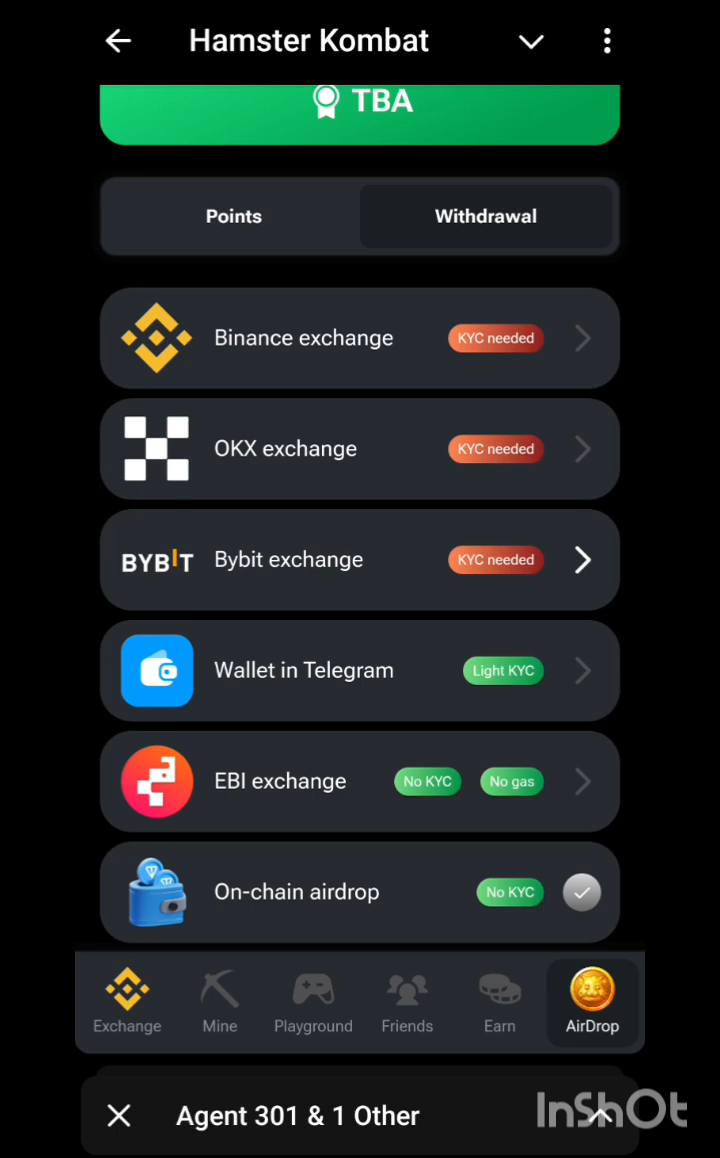 Hamster Kombat
TBA
Points Withdrawal
Binance exchange KYC needed
OKX exchange KYC needed
BYBIT Bybit exchange KYC needed
Wallet in Telegram Light KYC
EBI exchange No KYC No gas
On-chain airdrop No KYC
Exchange Mine Playground Friends Earn AirDrop
Agent 301 & 1 Other
InShOt